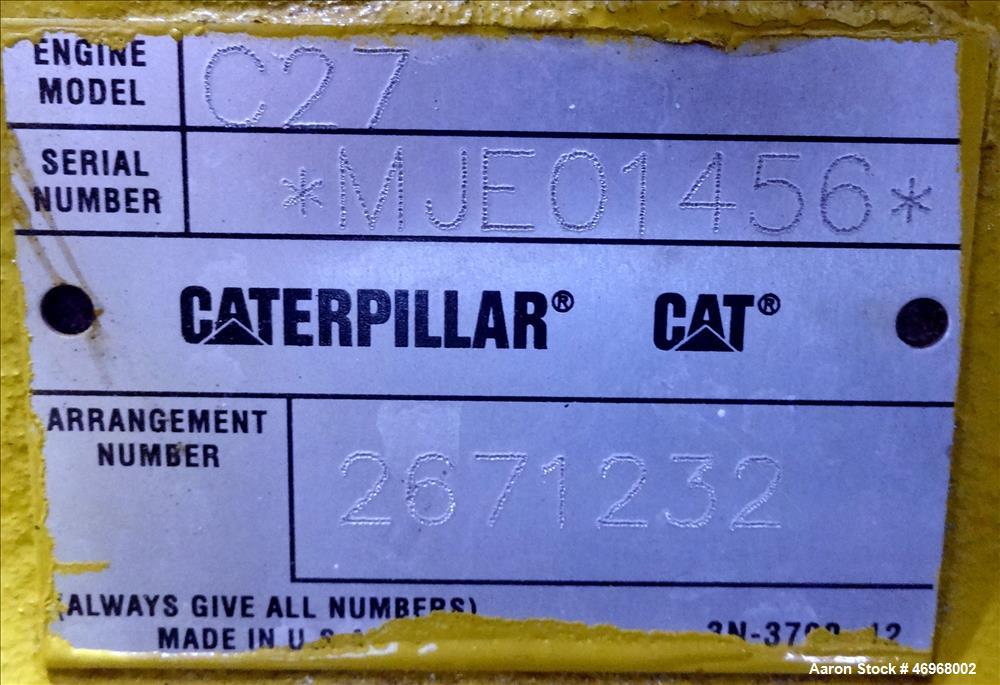 ENGINE
MODEL
C27
SERIAL
NUMBER
*MJE01456*
CATERPILLAR® CAT®
ARRANGEMENT
NUMBER
2671232
(ALWAYS GIVE ALL NUMBERS)
MADE IN U.S.A.
12
Aaron Stock # 46968002